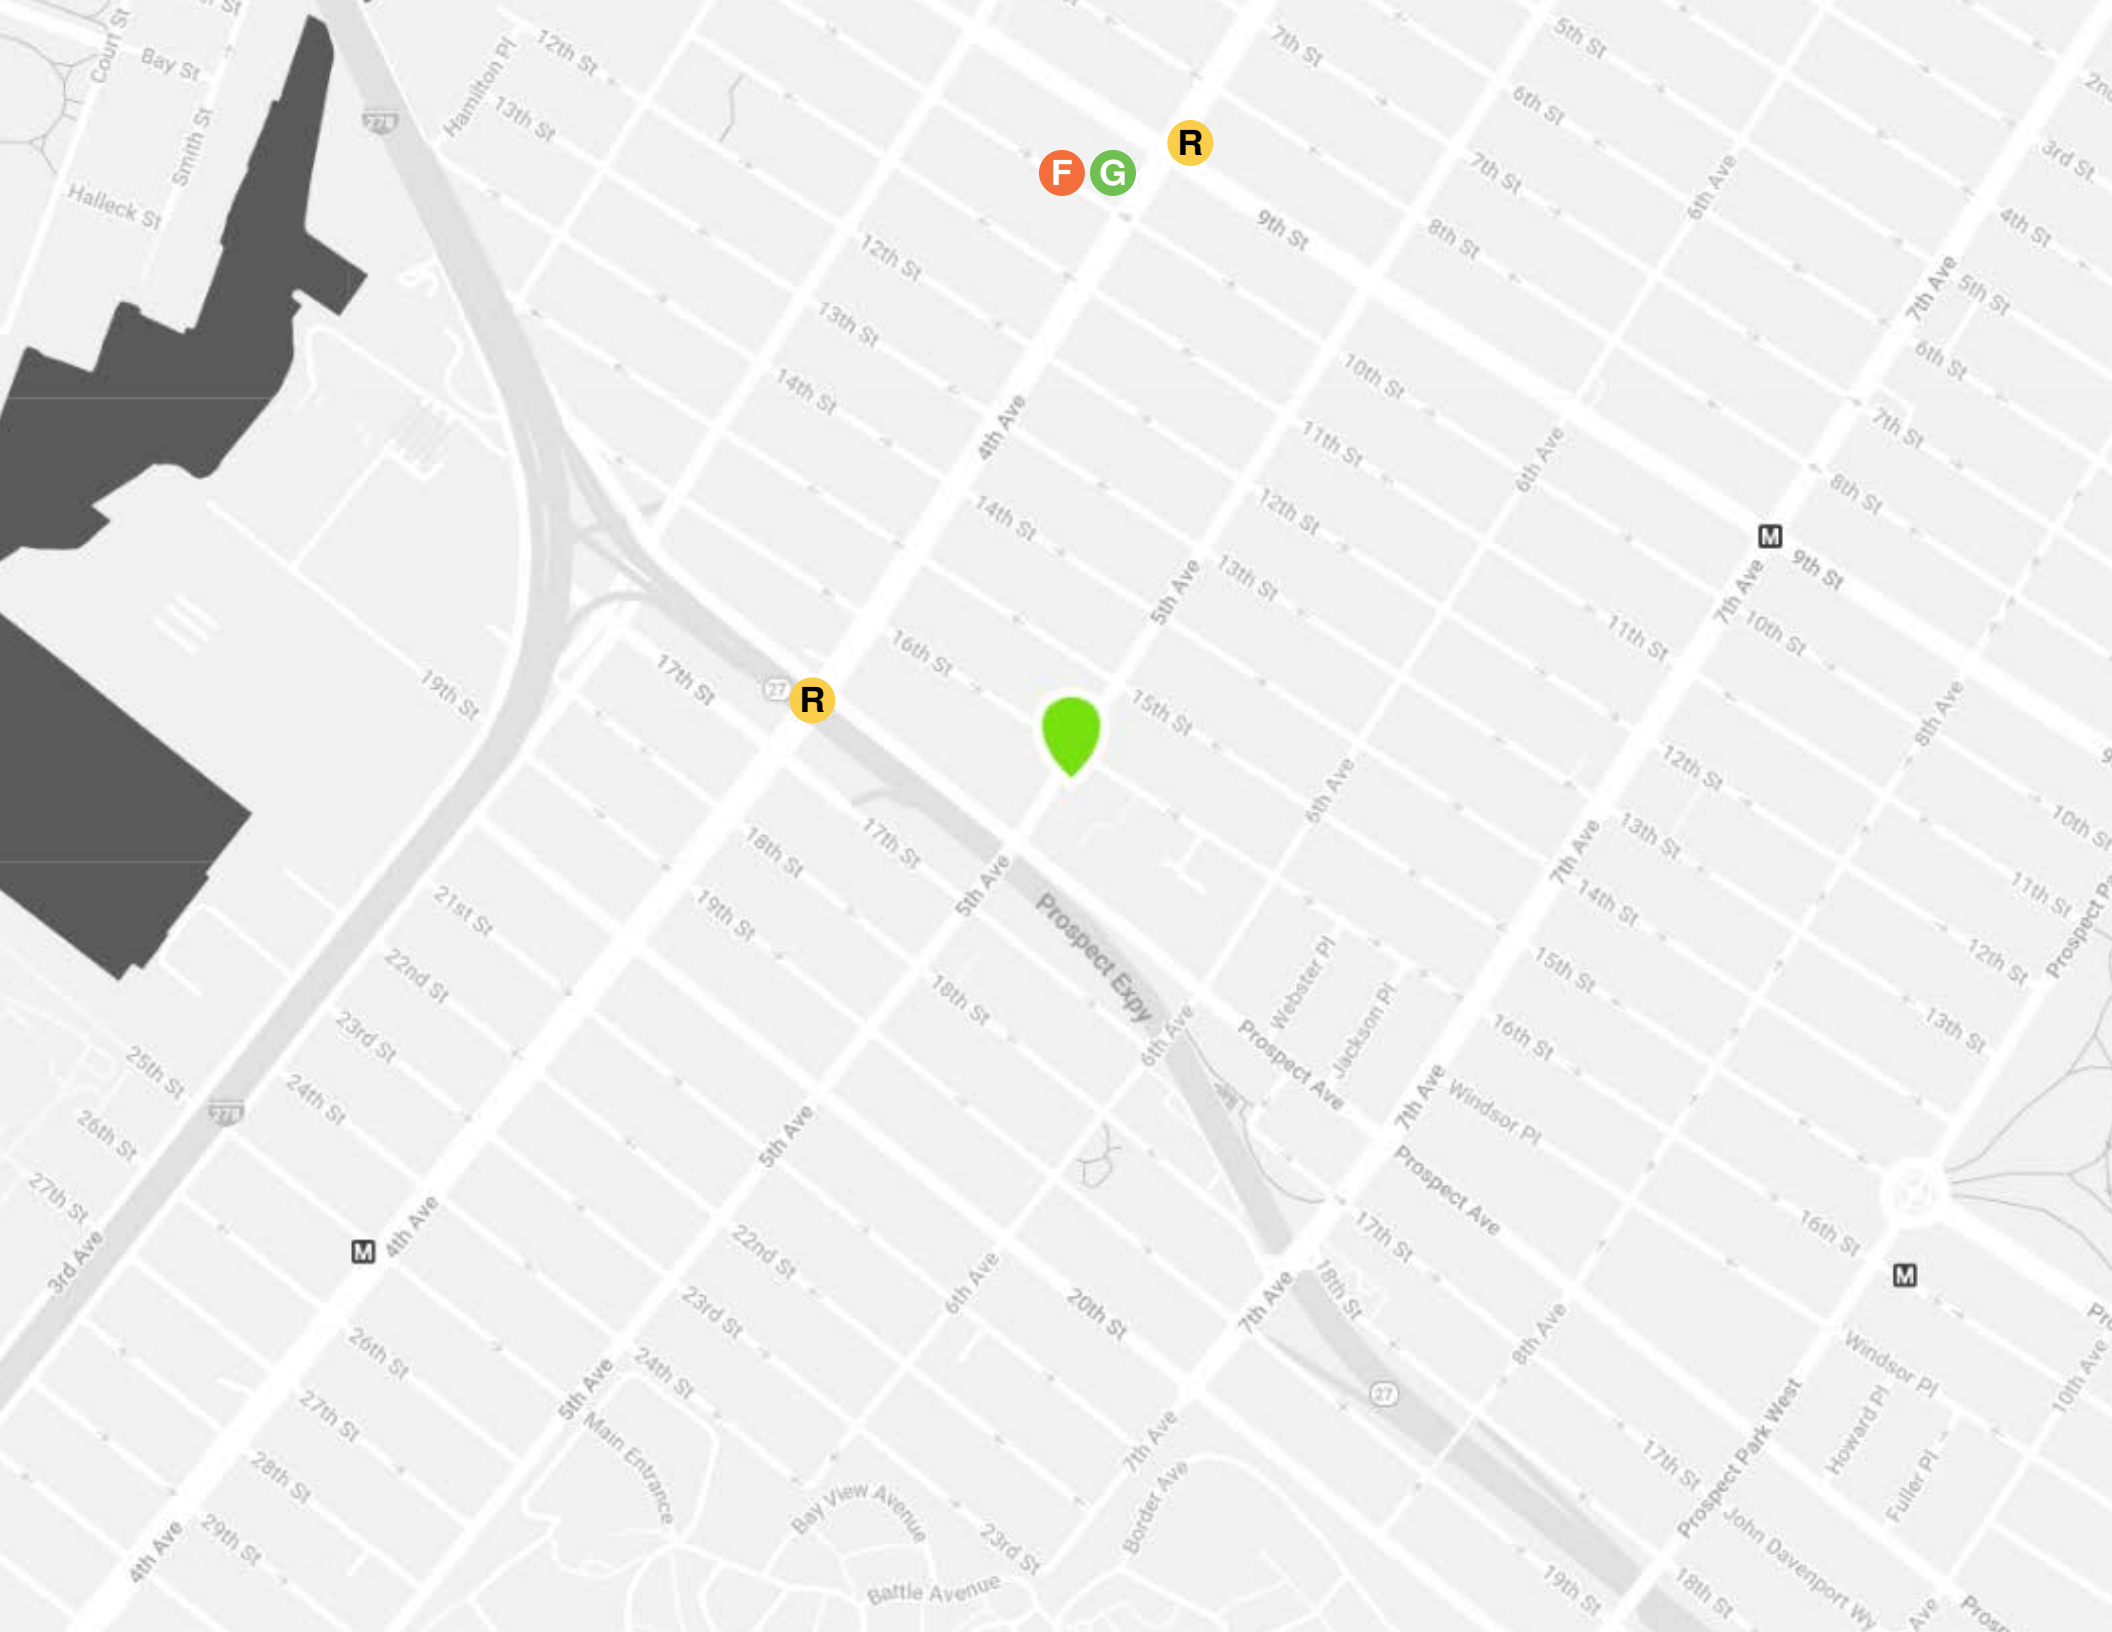 Court St
Bay St
Smith St
Halleck St
278
Hamilton Pl
12th St
13th St
7th St
5th St
6th St
7th St
8th St
9th St
R
F
G
6th Ave
3rd St
4th St
5th St
6th St
7th Ave
7th St
8th St
12th St
13th St
14th St
4th Ave
14th St
10th St
11th St
12th St
13th St
6th Ave
5th Ave
M
9th St
7th Ave
10th St
11th St
16th St
17th St
27
R
19th St
15th St
6th Ave
8th Ave
12th St
13th St
14th St
15th St
16th St
7th Ave
10th St
11th St
12th St
13th St
17th St
18th St
19th St
5th Ave
18th St
Prospect Expy
6th Ave
Prospect Ave
Webster Pl
Jackson Pl
7th Ave
Windsor Pl
Prospect Ave
21st St
22nd St
23rd St
24th St
25th St
26th St
27th St
278
3rd Ave
M
4th Ave
5th Ave
22nd St
23rd St
24th St
6th Ave
20th St
7th Ave
17th St
18th St
8th Ave
27
16th St
M
Windsor Pl
Howard Pl
Fuller Pl
10th Ave
Prospect Park West
17th St
John Davenport Wy
18th St
19th St
26th St
27th St
28th St
29th St
4th Ave
5th Ave
Main Entrance
Bay View Avenue
Battle Avenue
23rd St
7th Ave
Border Ave
Ave